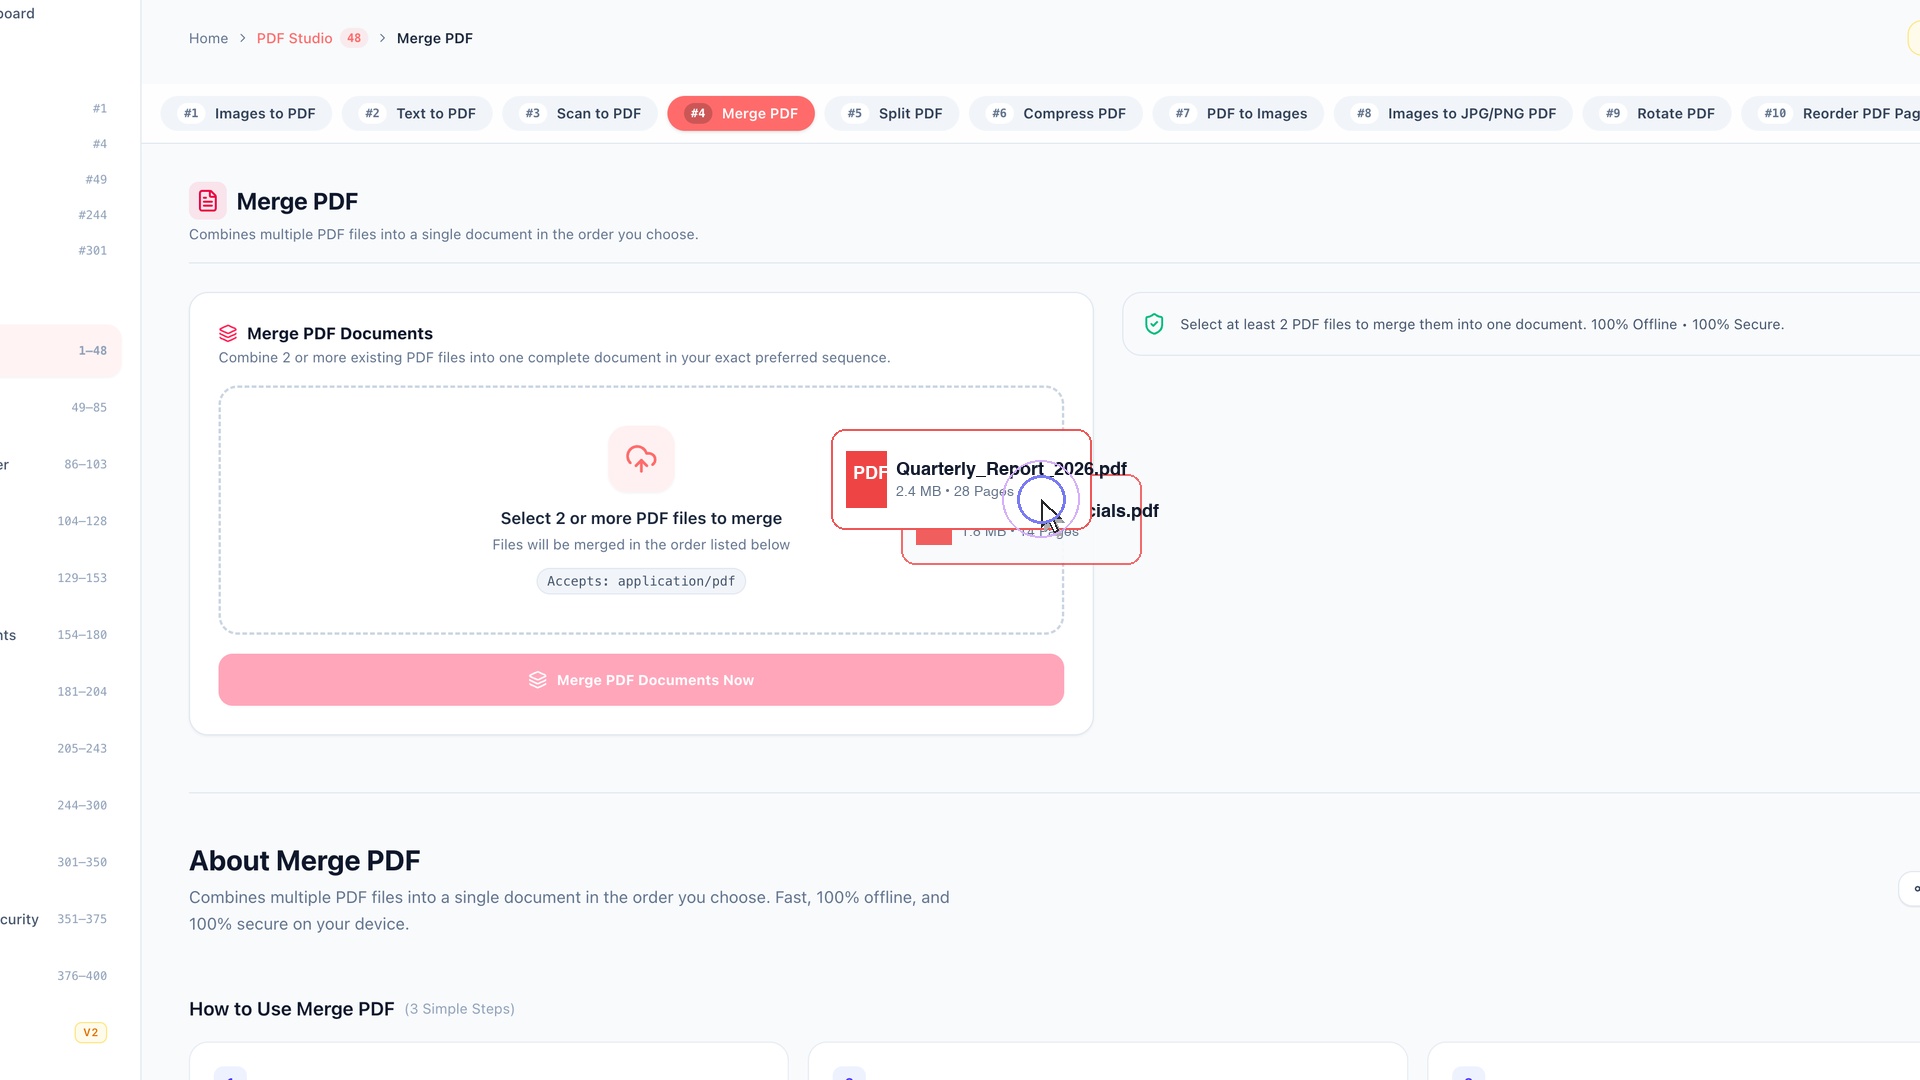 board
Home > PDF Studio 48 > Merge PDF
#1 Images to PDF #2 Text to PDF #3 Scan to PDF #4 Merge PDF #5 Split PDF #6 Compress PDF #7 PDF to Images #8 Images to JPG/PNG PDF #9 Rotate PDF #10 Reorder PDF Pag
#1
#4
#49
#244
#301
1–48
49–85
er 86–103
104–128
129–153
nts 154–180
181–204
205–243
244–300
301–350
curity 351–375
376–400
V2
Merge PDF
Combines multiple PDF files into a single document in the order you choose.
Merge PDF Documents
Combine 2 or more existing PDF files into one complete document in your exact preferred sequence.
Select 2 or more PDF files to merge
Files will be merged in the order listed below
Accepts: application/pdf
PDF
Quarterly_Report_2026.pdf
2.4 MB • 28 Pages
cials.pdf
1.8 MB • 14 Pages
Merge PDF Documents Now
Select at least 2 PDF files to merge them into one document. 100% Offline • 100% Secure.
About Merge PDF
Combines multiple PDF files into a single document in the order you choose. Fast, 100% offline, and
100% secure on your device.
How to Use Merge PDF (3 Simple Steps)